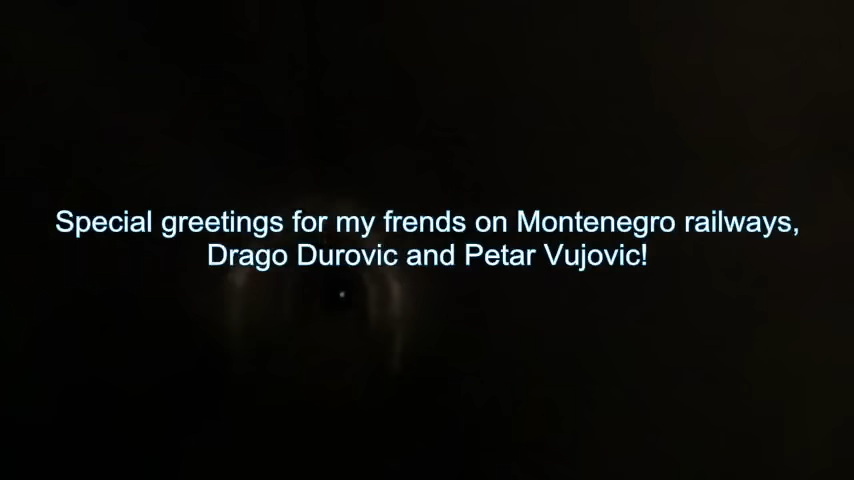 Special greetings for my frends on Montenegro railways,
Drago Durovic and Petar Vujovic!